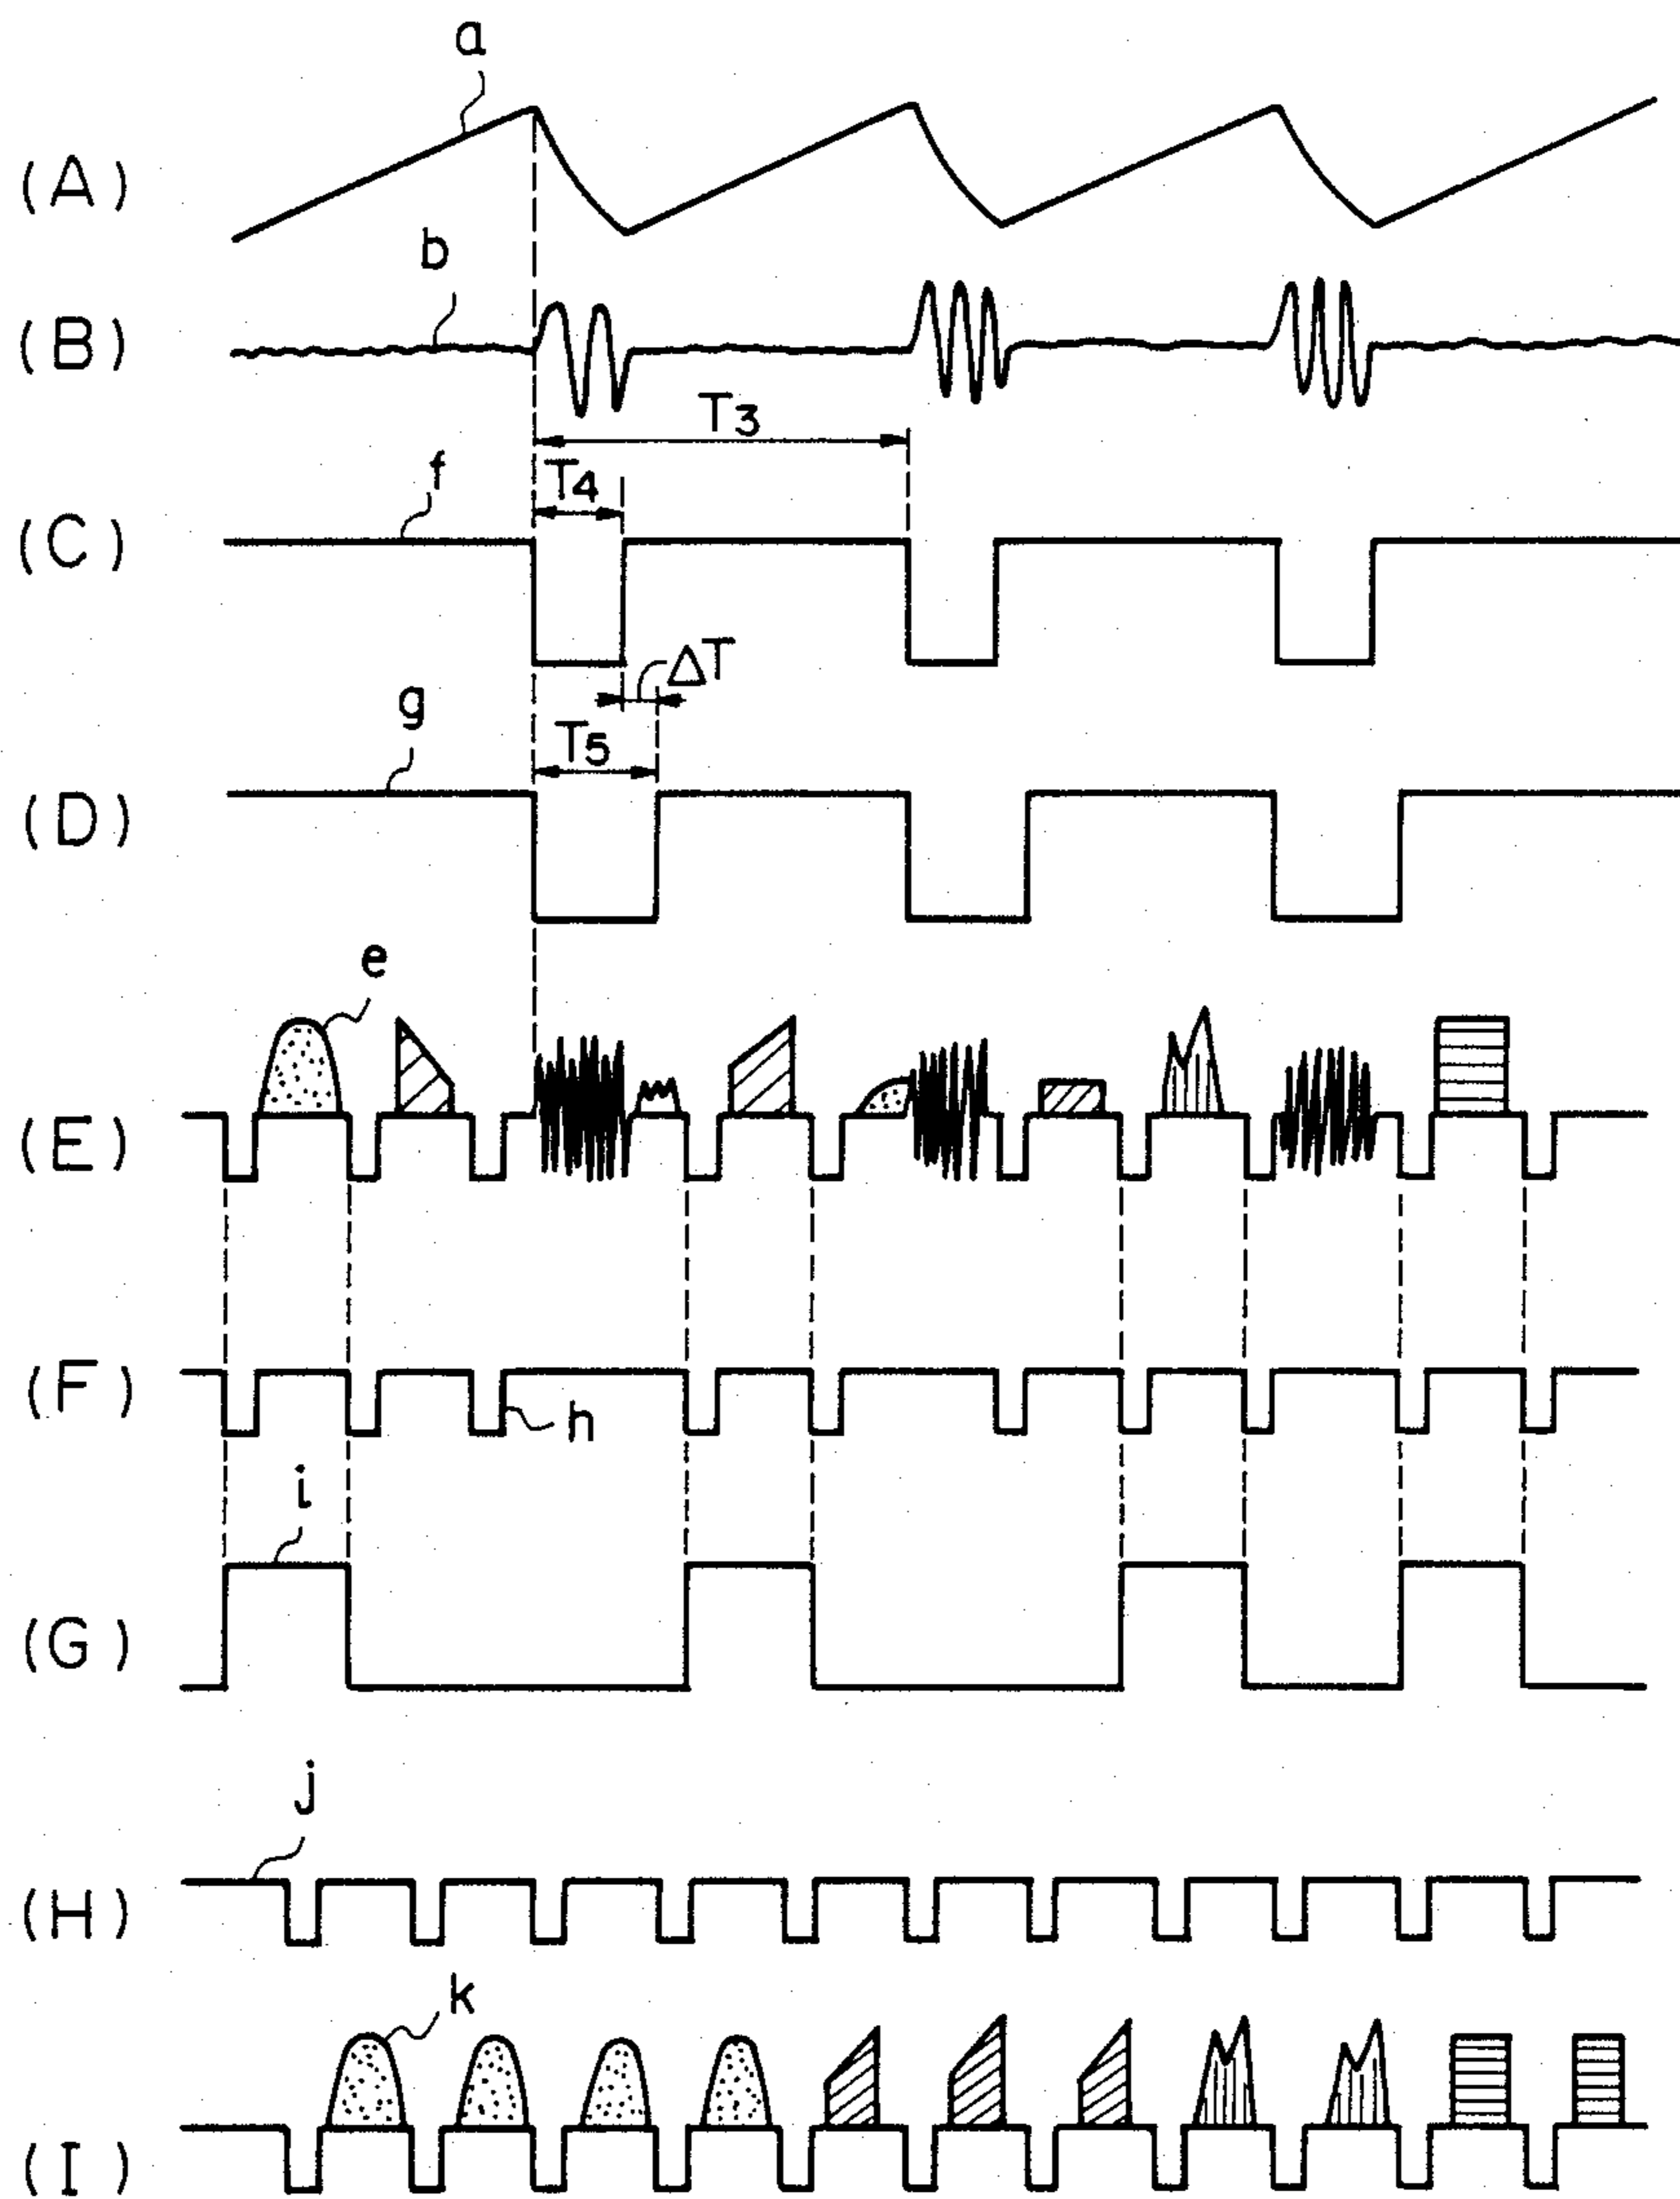 a
(A)
b
(B)
T3
f
T4
(C)
ΔT
g
T5
(D)
e
(E)
(F)
h
i
(G)
j
(H)
k
(I)